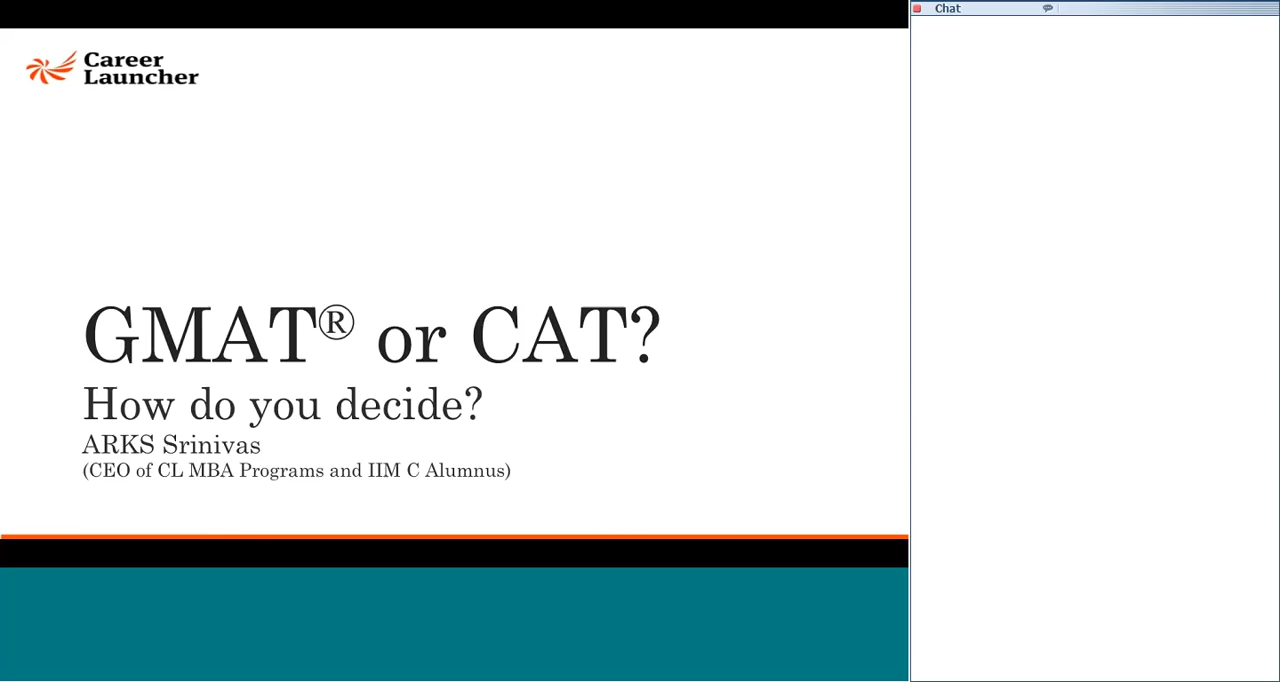 Career
Launcher
Chat
GMAT® or CAT?
How do you decide?
ARKS Srinivas
(CEO of CL MBA Programs and IIM C Alumnus)